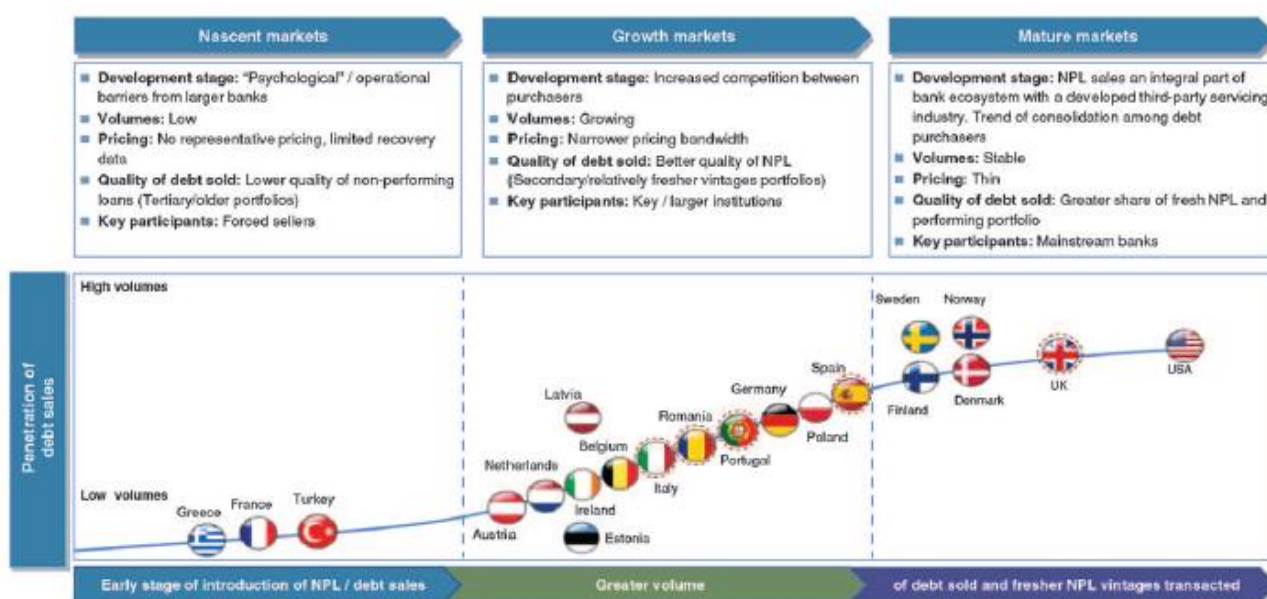 Nascent markets
Development stage: "Psychological" / operational
barriers from larger banks
Volumes: Low
Pricing: No representative pricing, limited recovery
data
Quality of debt sold: Lower quality of non-performing
loans (Tertiary/older portfolios)
Key participants: Forced sellers
Growth markets
Development stage: Increased competition between
purchasers
Volumes: Growing
Pricing: Narrower pricing bandwidth
Quality of debt sold: Better quality of NPL
(Secondary/relatively fresher vintages portfolios)
Key participants: Key / larger institutions
Mature markets
Development stage: NPL sales an integral part of
bank ecosystem with a developed third-party servicing
industry. Trend of consolidation among debt
purchasers
Volumes: Stable
Pricing: Thin
Quality of debt sold: Greater share of fresh NPL and
performing portfolio
Key participants: Mainstream banks
Penetration of
debt sales
High volumes
Low volumes
Greece
France
Turkey
Austria
Netherlands
Latvia
Ireland
Estonia
Belgium
Italy
Romania
Portugal
Germany
Poland
Spain
Sweden
Finland
Norway
Denmark
UK
USA
Early stage of introduction of NPL / debt sales
Greater volume
of debt sold and fresher NPL vintages transacted